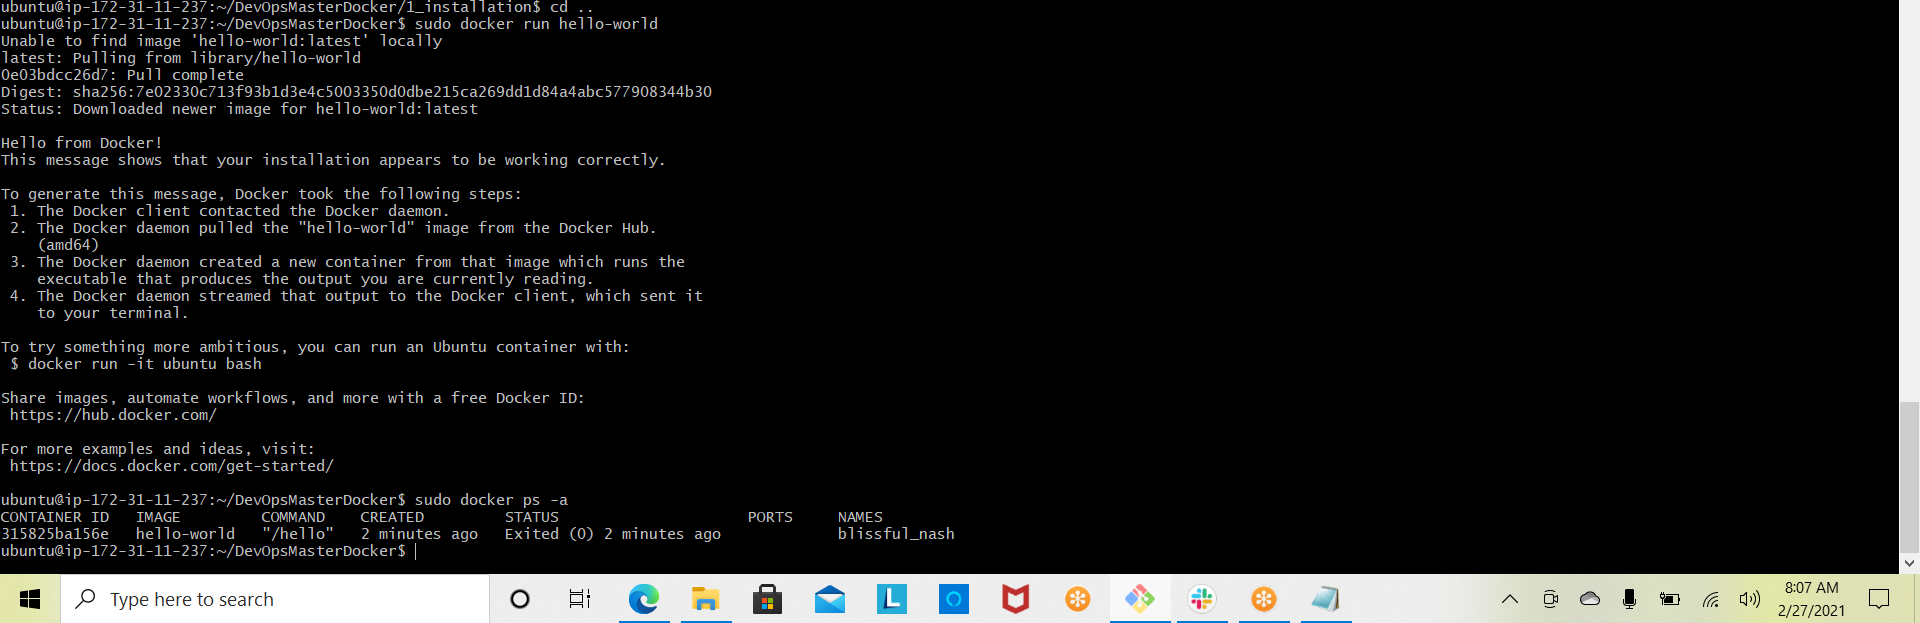 ubuntu@ip-172-31-11-237:~/DevOpsMasterDocker/1_installation$ cd ..
ubuntu@ip-172-31-11-237:~/DevOpsMasterDocker$ sudo docker run hello-world
Unable to find image 'hello-world:latest' locally
latest: Pulling from library/hello-world
0e03bdcc26d7: Pull complete
Digest: sha256:7e02330c713f93b1d3e4c5003350d0dbe215ca269dd1d84a4abc577908344b30
Status: Downloaded newer image for hello-world:latest

Hello from Docker!
This message shows that your installation appears to be working correctly.

To generate this message, Docker took the following steps:
 1. The Docker client contacted the Docker daemon.
 2. The Docker daemon pulled the "hello-world" image from the Docker Hub.
    (amd64)
 3. The Docker daemon created a new container from that image which runs the
    executable that produces the output you are currently reading.
 4. The Docker daemon streamed that output to the Docker client, which sent it
    to your terminal.

To try something more ambitious, you can run an Ubuntu container with:
 $ docker run -it ubuntu bash

Share images, automate workflows, and more with a free Docker ID:
 https://hub.docker.com/

For more examples and ideas, visit:
 https://docs.docker.com/get-started/

ubuntu@ip-172-31-11-237:~/DevOpsMasterDocker$ sudo docker ps -a
CONTAINER ID   IMAGE         COMMAND    CREATED         STATUS                     PORTS     NAMES
315825ba156e   hello-world   "/hello"   2 minutes ago   Exited (0) 2 minutes ago             blissful_nash
ubuntu@ip-172-31-11-237:~/DevOpsMasterDocker$
Type here to search
L
8:07 AM
2/27/2021